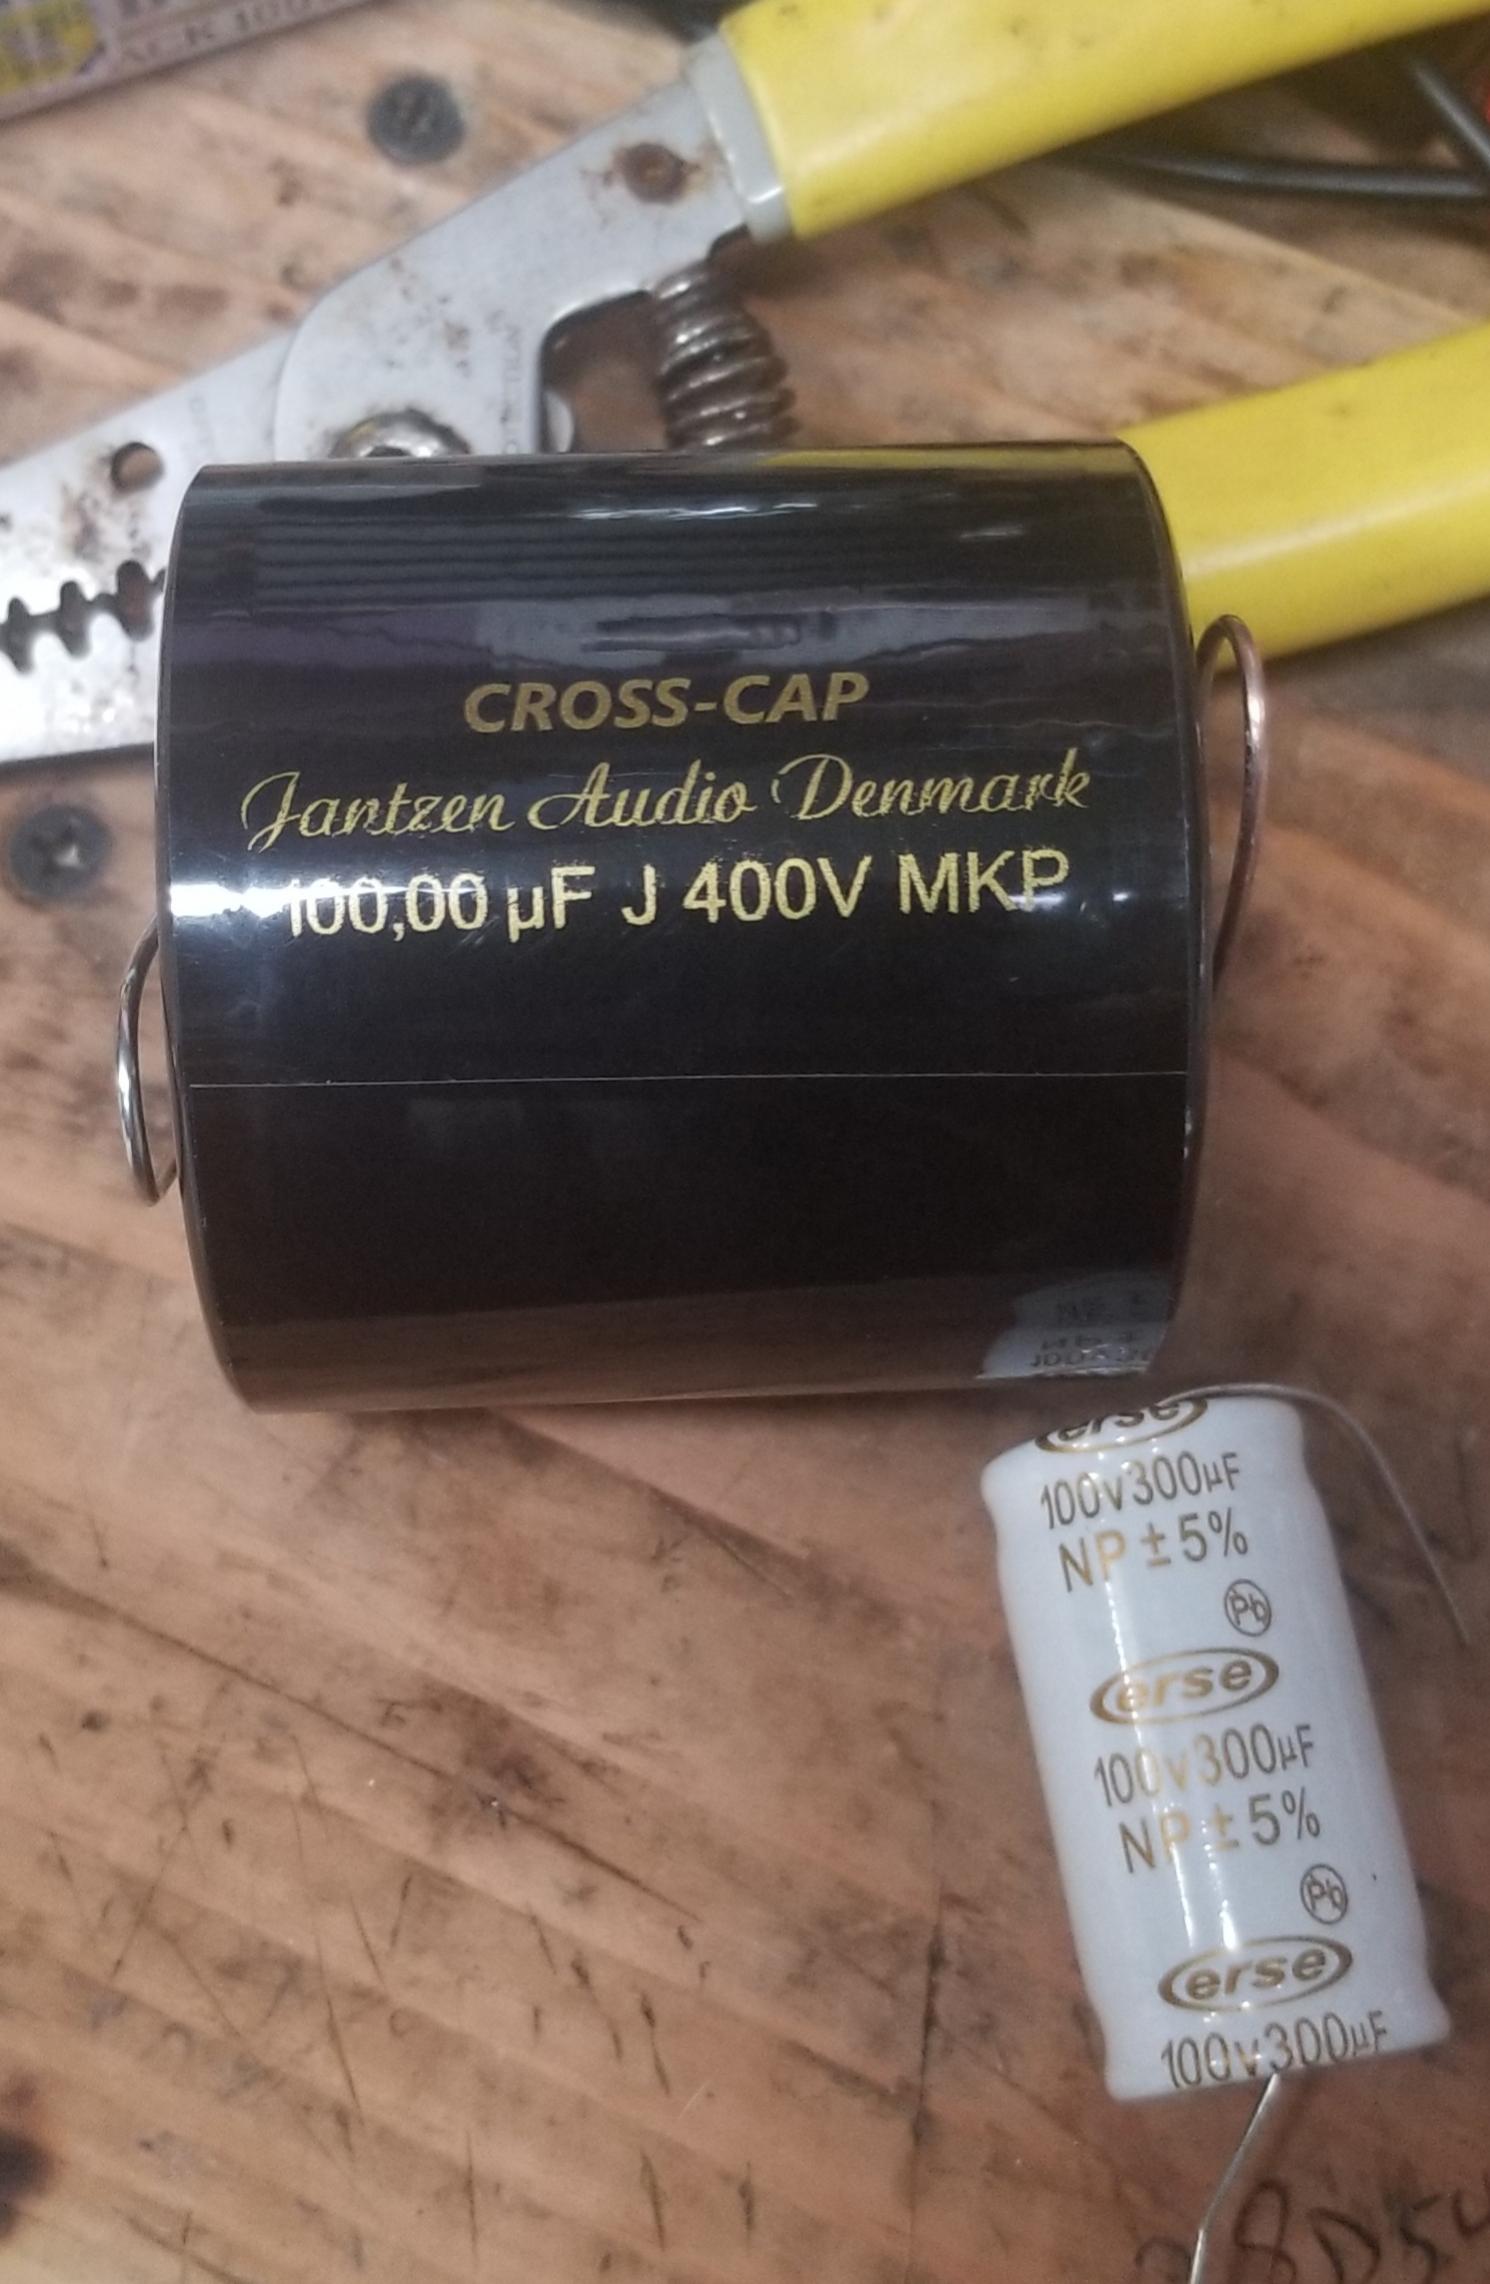 CROSS-CAP
Jantzen Audio Denmark
100,00 µF J 400V MKP
erse
100v300µF
NP ± 5%
Pb
erse
100v300µF
NP ± 5%
Pb
erse
100v300µF